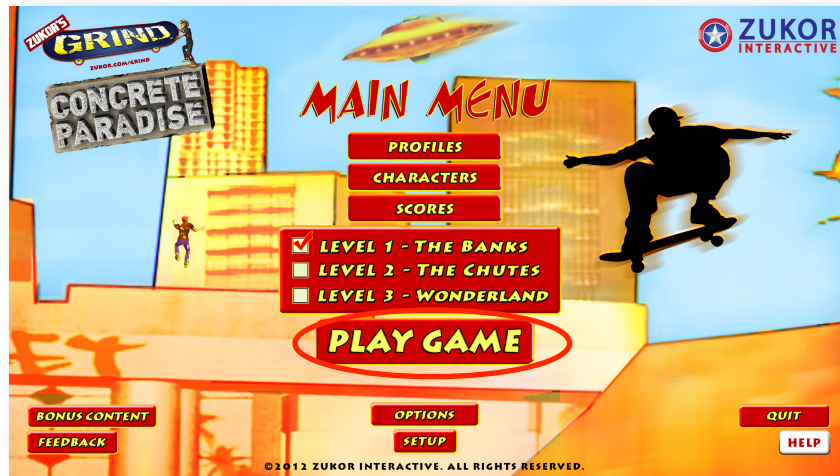 ZUKOR'S
GRIND
ZUKOR.COM/GRIND
CONCRETE
PARADISE
ZUKOR
INTERACTIVE
MAIN MENU
PROFILES
CHARACTERS
SCORES
LEVEL 1 - THE BANKS
LEVEL 2 - THE CHUTES
LEVEL 3 - WONDERLAND
PLAY GAME
ET
BONUS CONTENT
OPTIONS
QUIT
FEEDBACK
SETUP
HELP
©2012 ZUKOR INTERACTIVE. ALL RIGHTS RESERVED.